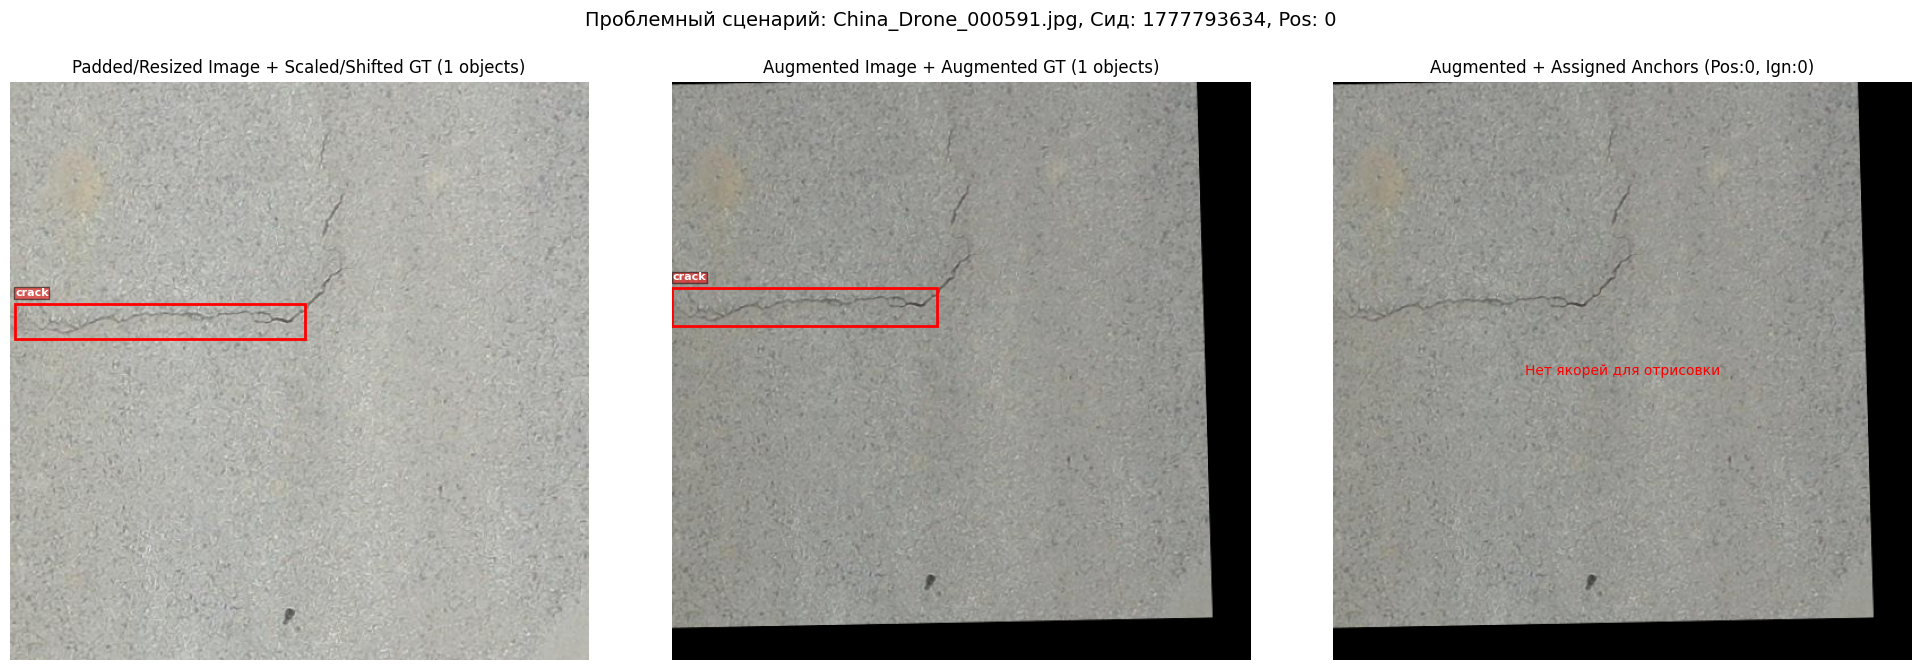 Проблемный сценарий: China_Drone_000591.jpg, Сид: 1777793634, Pos: 0
Padded/Resized Image + Scaled/Shifted GT (1 objects)
Augmented Image + Augmented GT (1 objects)
Augmented + Assigned Anchors (Pos:0, Ign:0)
crack
crack
Нет якорей для отрисовки